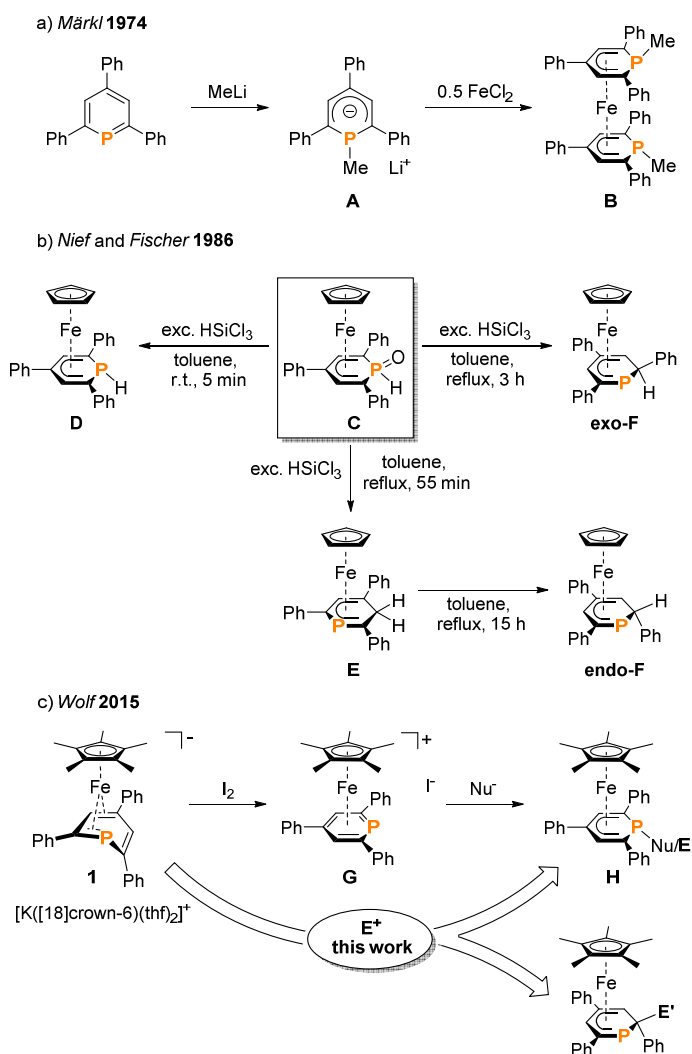 a) Märkl 1974
Ph
Ph P Ph
MeLi
Ph
Ph P Ph
⊖
Me
Li⁺
A
0.5 FeCl₂
Ph
P Me
Ph
Ph
Fe
Ph
P Me
Ph
Ph
B
b) Nief and Fischer 1986
Fe
Ph
Ph P H
Ph
D
exc. HSiCl₃
toluene,
r.t., 5 min
Fe
Ph
Ph P O
H
Ph
C
exc. HSiCl₃
toluene,
reflux, 3 h
Fe
Ph
Ph
Ph P H
exo-F
exc. HSiCl₃
toluene,
reflux, 55 min
Fe
Ph
Ph H
P H
Ph
E
toluene,
reflux, 15 h
Fe
Ph
H
Ph P Ph
endo-F
c) Wolf 2015
-
Fe
Ph
Ph P
Ph
1
[K([18]crown-6)(thf)₂]⁺
I₂
+
Fe
Ph
Ph P
Ph
I⁻
G
Nu⁻
Fe
Ph
Ph P
Nu/E
Ph
H
E⁺
this work
Fe
Ph
E'
Ph P Ph